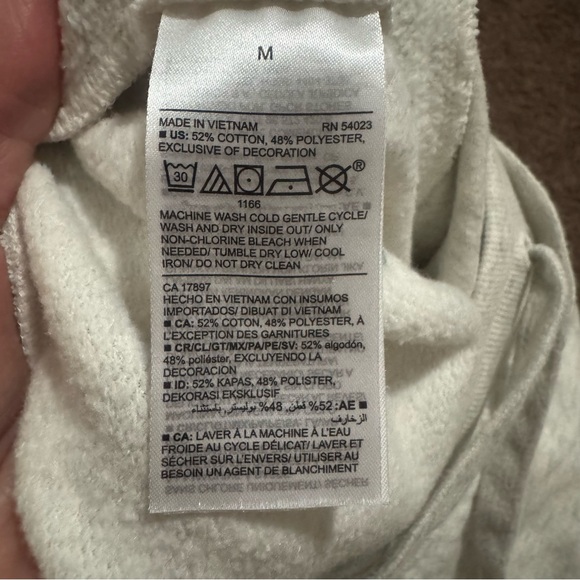 M
MADE IN VIETNAM RN 54023
■ US: 52% COTTON, 48% POLYESTER,
EXCLUSIVE OF DECORATION
30 ®
1166
MACHINE WASH COLD GENTLE CYCLE/
WASH AND DRY INSIDE OUT/ ONLY
NON-CHLORINE BLEACH WHEN
NEEDED/ TUMBLE DRY LOW/ COOL
IRON/ DO NOT DRY CLEAN
CA 17897
HECHO EN VIETNAM CON INSUMOS
IMPORTADOS/ DIBUAT DI VIETNAM
■ CA: 52% COTON, 48% POLYESTER, À
L'EXCEPTION DES GARNITURES
■ CR/CL/GT/MX/PA/PE/SV: 52% algodón,
48% poliéster, EXCLUYENDO LA
DECORACION
■ ID: 52% KAPAS, 48% POLISTER,
DEKORASI EKSKLUSIF
■ AE: 52% قطن, 48% بوليستر, باستثناء
الزخارف
■ CA: LAVER À LA MACHINE À L'EAU
FROIDE AU CYCLE DÉLICAT/ LAVER ET
SÉCHER SUR L'ENVERS/ UTILISER AU
BESOIN UN AGENT DE BLANCHIMENT